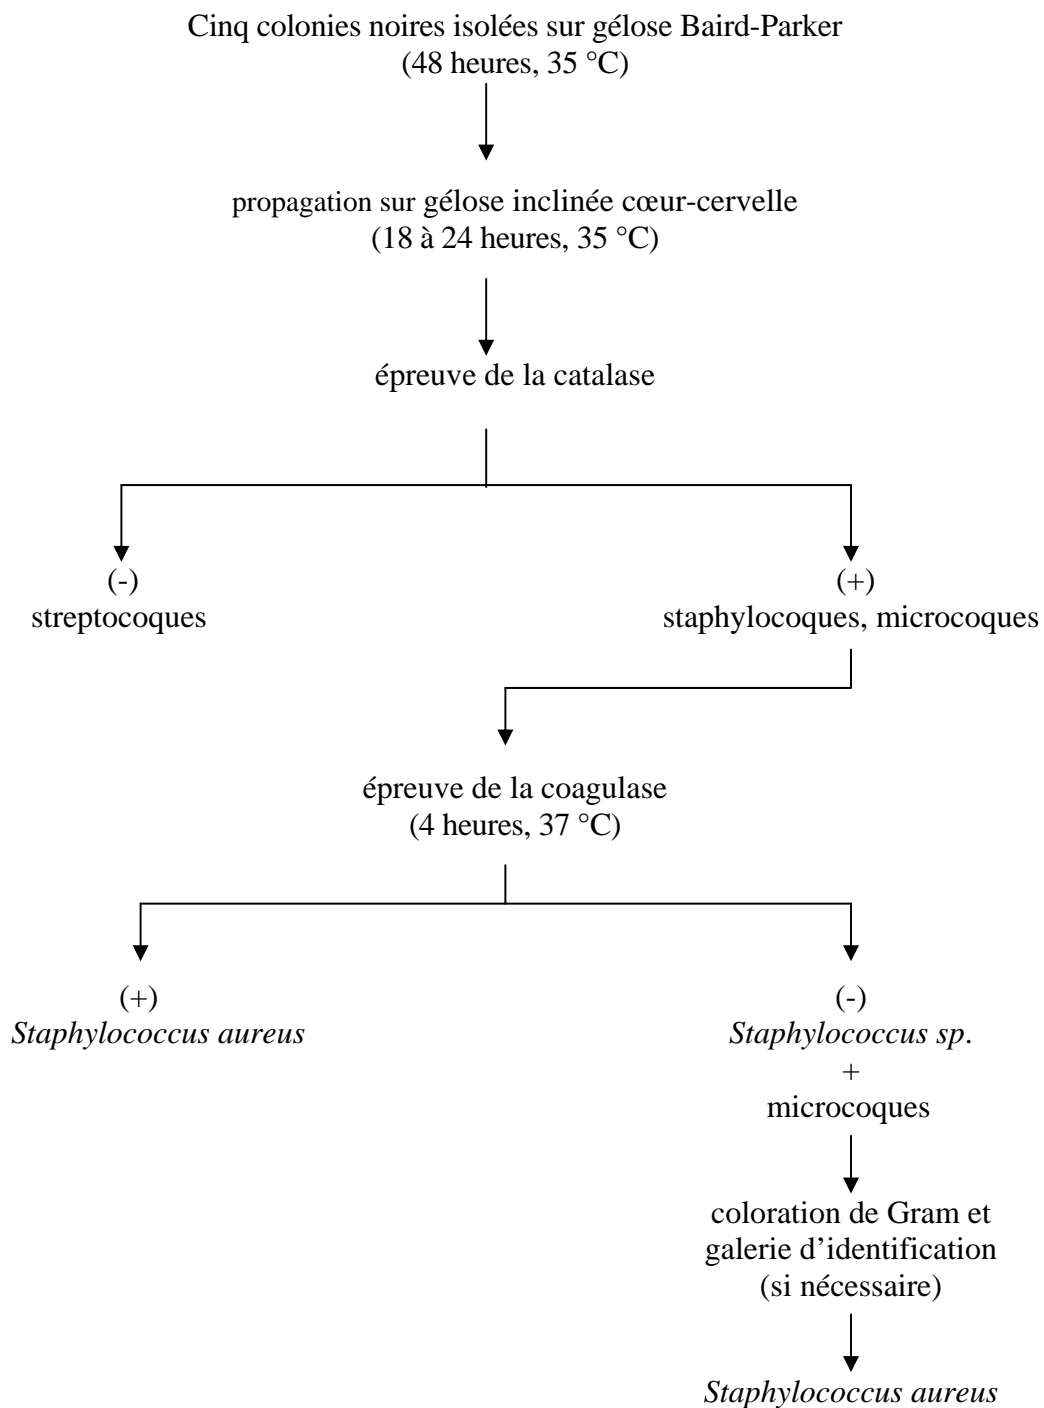 Cinq colonies noires isolées sur gélose Baird-Parker
(48 heures, 35 °C)
propagation sur gélose inclinée cœur-cervelle
(18 à 24 heures, 35 °C)
épreuve de la catalase
(-)
streptocoques
(+)
staphylocoques, microcoques
épreuve de la coagulase
(4 heures, 37 °C)
(+)
Staphylococcus aureus
(-)
Staphylococcus sp.
+
microcoques
coloration de Gram et
galerie d’identification
(si nécessaire)
Staphylococcus aureus